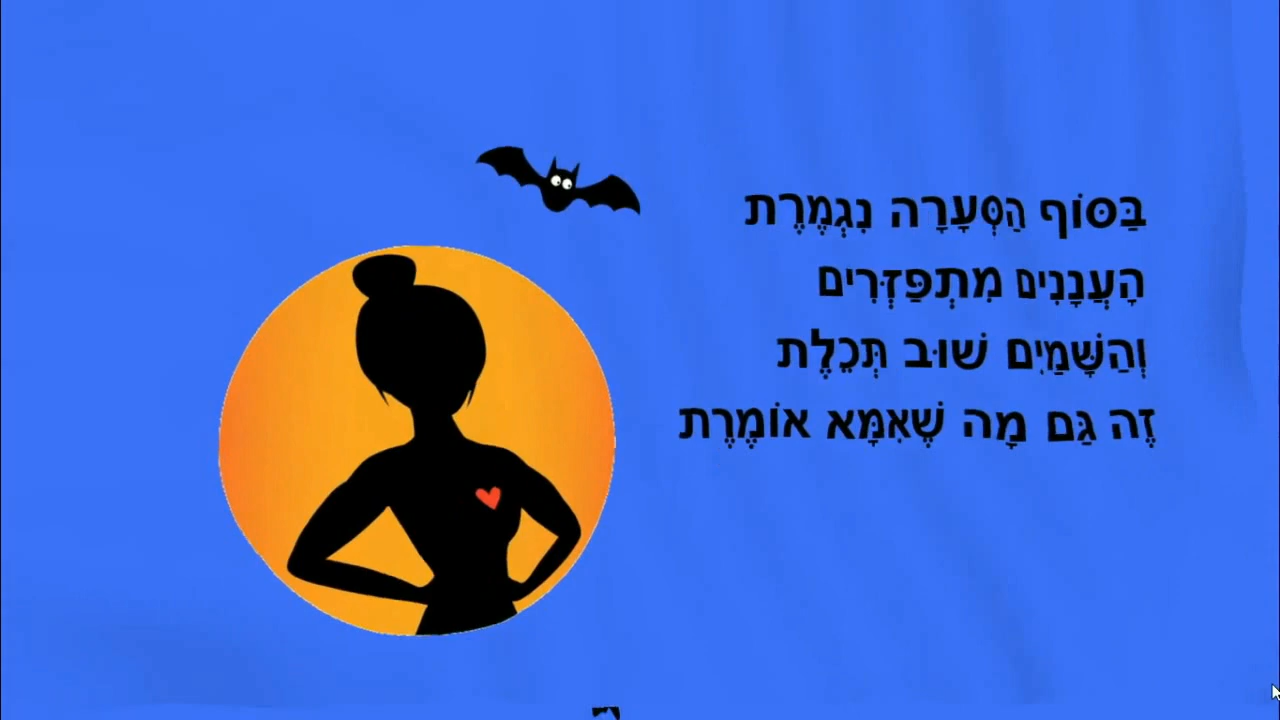 בַּסּוֹף הַסְּעָרָה נִגְמֶרֶת
הָעֲנָנִים מִתְפַּזְּרִים
וְהַשָּׁמַיִם שׁוּב תְּכֵלֶת
זֶה גַּם מָה שֶׁאִמָּא אוֹמֶרֶת